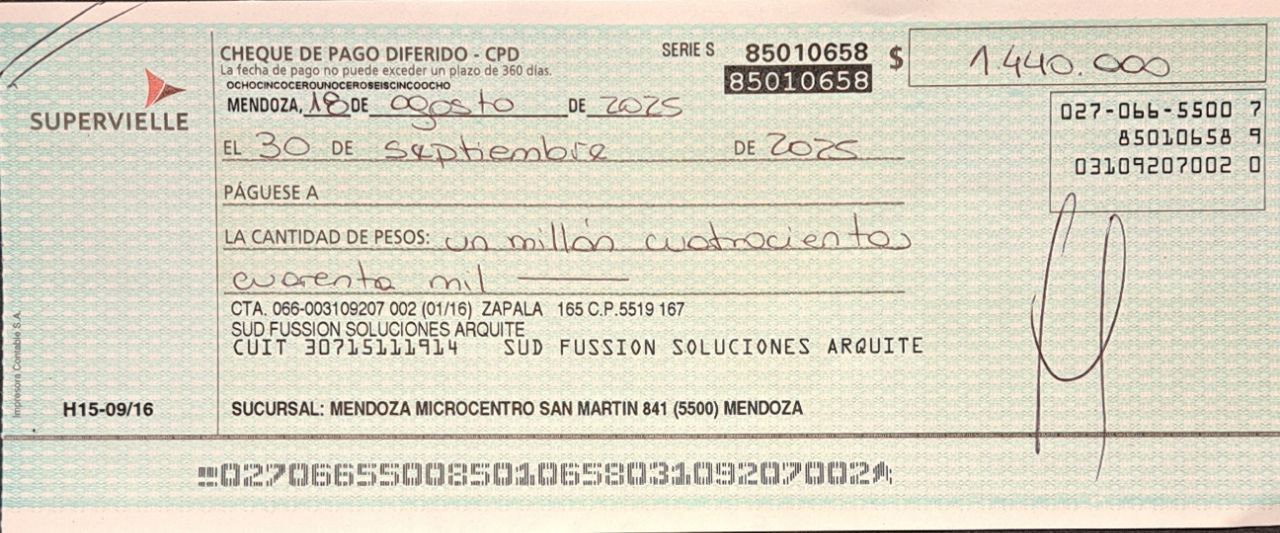 CHEQUE DE PAGO DIFERIDO - CPD
La fecha de pago no puede exceder un plazo de 360 días.
OCHOCINCOCEROUNOCEROSEISCINCOOCHO
SERIE S 85010658
85010658
$ 1440.000
SUPERVIELLE
MENDOZA, 18 DE agosto DE 2025
027-066-5500 7
85010658 9
03109207002 0
EL 30 DE septiembre DE 2025
PÁGUESE A
LA CANTIDAD DE PESOS: un millón cuatrocientos
cuarenta mil
CTA. 066-003109207 002 (01/16) ZAPALA 165 C.P.5519 167
SUD FUSSION SOLUCIONES ARQUITE
CUIT 30715111914 SUD FUSSION SOLUCIONES ARQUITE
Impresora Contable S.A.
H15-09/16
SUCURSAL: MENDOZA MICROCENTRO SAN MARTIN 841 (5500) MENDOZA
02706655008501065803109207002